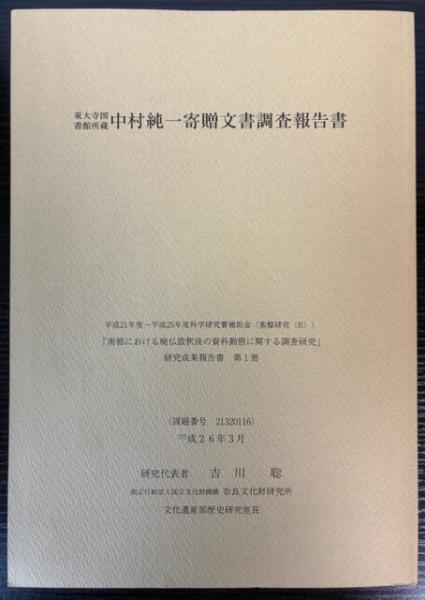 東大寺図書館所蔵 中村純一寄贈文書調査報告書
平成21年度～平成25年度科学研究費補助金（基盤研究（B））
「南都における廃仏毀釈後の資料動態に関する調査研究」
研究成果報告書　第1冊
（課題番号　21320116）
平成26年3月
研究代表者　吉川　聡
独立行政法人国立文化財機構 奈良文化財研究所
文化遺産部歴史研究室長